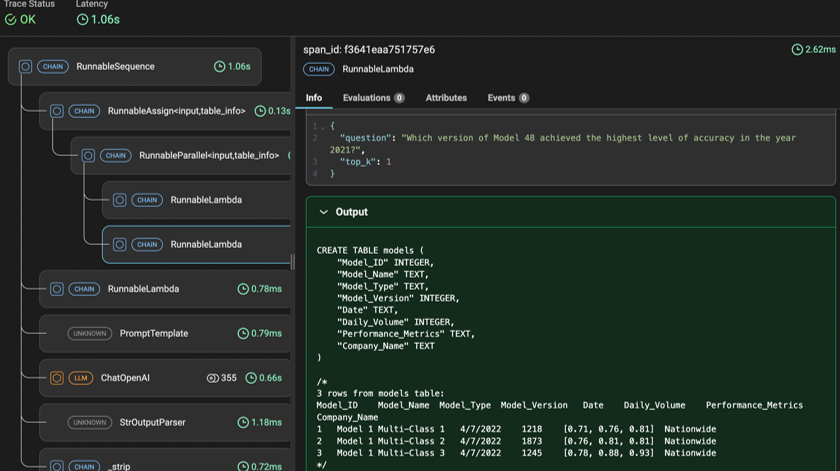 Trace Status
Latency
OK
1.06s
CHAIN RunnableSequence 1.06s
CHAIN RunnableAssign<input,table_info> 0.13s
CHAIN RunnableParallel<input,table_info>
CHAIN RunnableLambda
CHAIN RunnableLambda
CHAIN RunnableLambda 0.78ms
UNKNOWN PromptTemplate 0.79ms
LLM ChatOpenAI 355 0.66s
UNKNOWN StrOutputParser 1.18ms
CHAIN _strip 0.72ms
span_id: f3641eaa751757e6 2.62ms
CHAIN RunnableLambda
Info Evaluations 0 Attributes Events 0
1 {
2 "question": "Which version of Model 48 achieved the highest level of accuracy in the year
2021?",
3 "top_k": 1
4 }
Output
CREATE TABLE models (
"Model_ID" INTEGER,
"Model_Name" TEXT,
"Model_Type" TEXT,
"Model_Version" INTEGER,
"Date" TEXT,
"Daily_Volume" INTEGER,
"Performance_Metrics" TEXT,
"Company_Name" TEXT
)
/*
3 rows from models table:
Model_ID Model_Name Model_Type Model_Version Date Daily_Volume Performance_Metrics
Company_Name
1 Model 1 Multi-Class 1 4/7/2022 1218 [0.71, 0.76, 0.81] Nationwide
2 Model 1 Multi-Class 2 4/7/2022 1873 [0.76, 0.81, 0.81] Nationwide
3 Model 1 Multi-Class 3 4/7/2022 1245 [0.78, 0.88, 0.93] Nationwide
*/